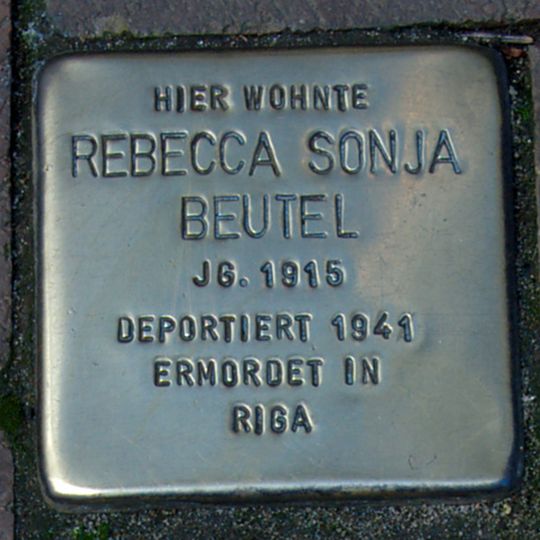 HIER WOHNTE
REBECCA SONJA
BEUTEL
JG. 1915
DEPORTIERT 1941
ERMORDET IN
RIGA